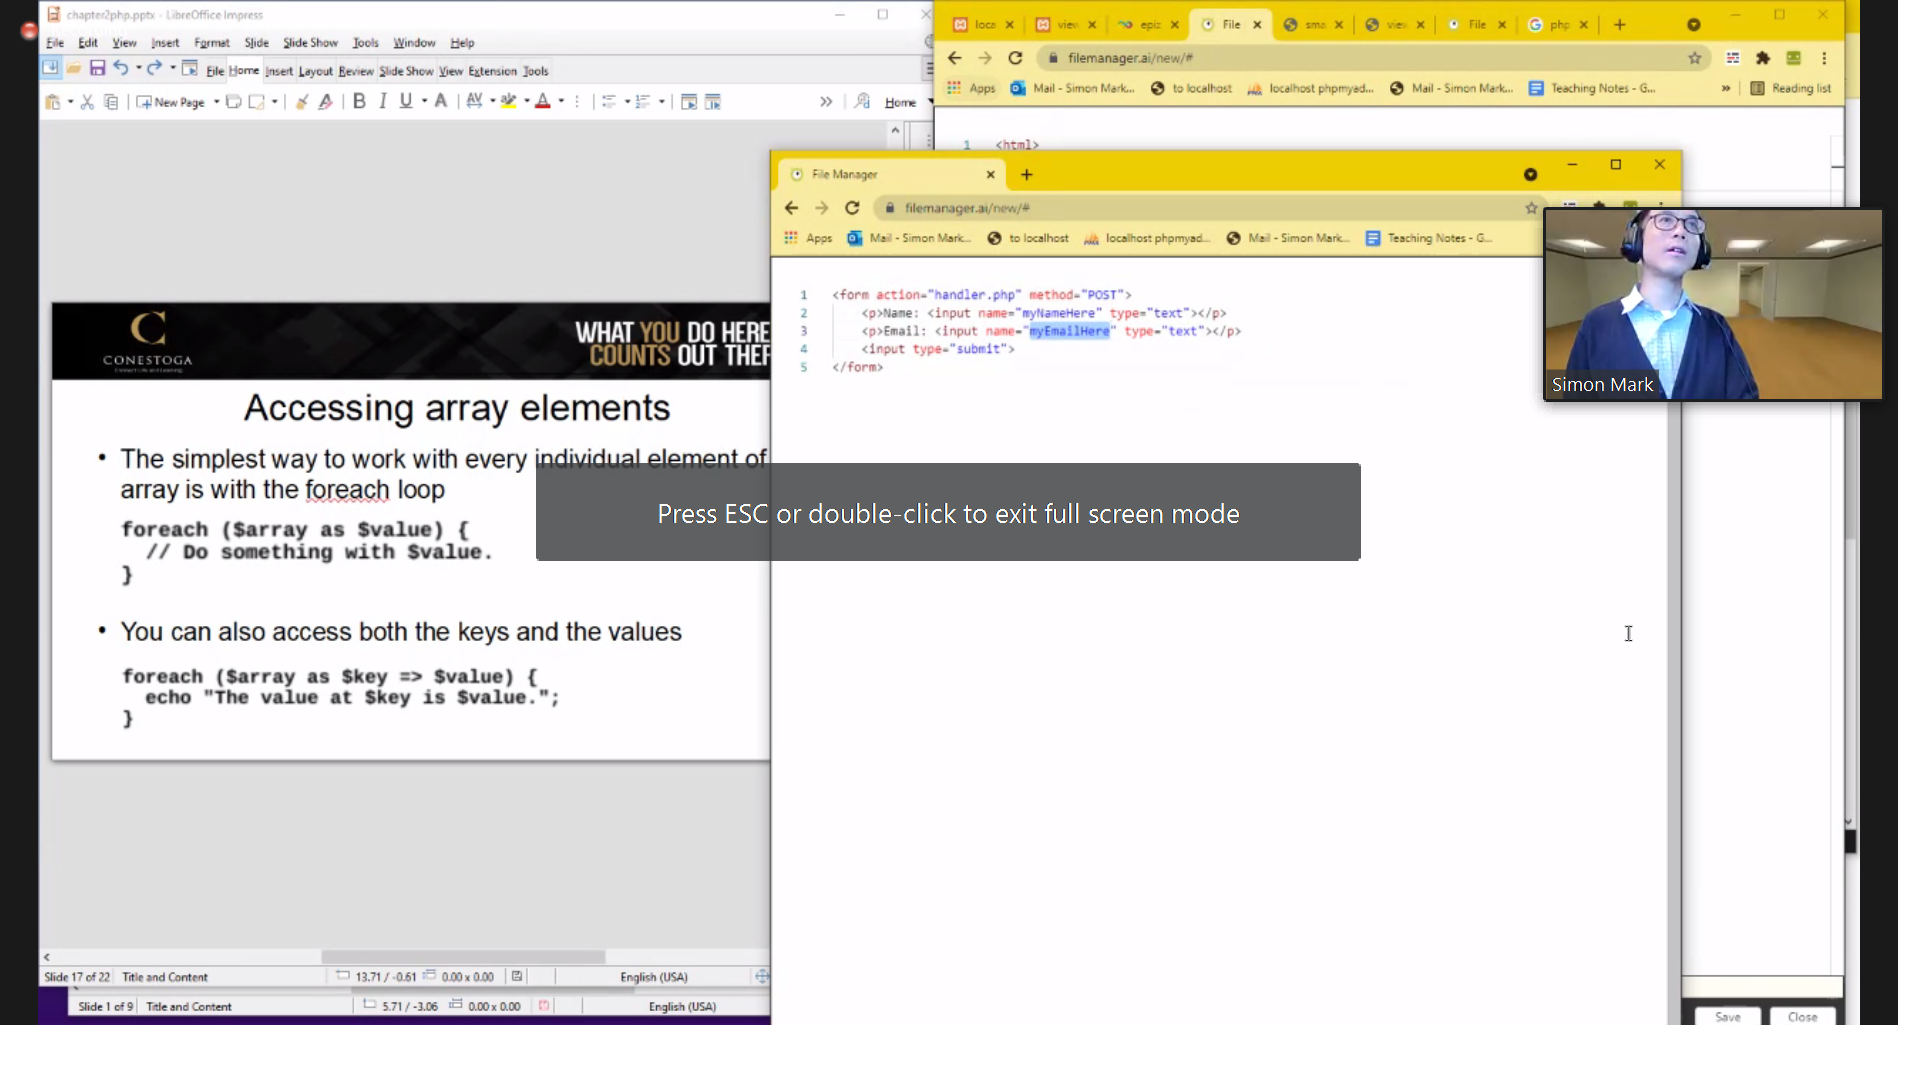 chapter2php.pptx - LibreOffice Impress
File Edit View Insert Format Slide Slide Show Tools Window Help
File Home Insert Layout Review Slide Show View Extension Tools
New Page
B I U A AV A
Home
CONESTOGA
WHAT YOU DO HERE
COUNTS OUT THER
Accessing array elements
• The simplest way to work with every individual element of
array is with the foreach loop
foreach ($array as $value) {
// Do something with $value.
}
• You can also access both the keys and the values
foreach ($array as $key => $value) {
echo "The value at $key is $value.";
}
Slide 17 of 22 Title and Content 13.71 / -0.61 0.00 x 0.00 English (USA)
Slide 1 of 9 Title and Content 5.71 / -3.06 0.00 x 0.00 English (USA)
loca view epiz File sma view File php
filemanager.ai/new/#
Apps Mail - Simon Mark... to localhost localhost phpmyad... Mail - Simon Mark... Teaching Notes - G... » Reading list
1 <html>
File Manager
filemanager.ai/new/#
Apps Mail - Simon Mark... to localhost localhost phpmyad... Mail - Simon Mark... Teaching Notes - G...
1 <form action="handler.php" method="POST">
2 <p>Name: <input name="myNameHere" type="text"></p>
3 <p>Email: <input name="myEmailHere" type="text"></p>
4 <input type="submit">
5 </form>
Simon Mark
Press ESC or double-click to exit full screen mode
Save Close